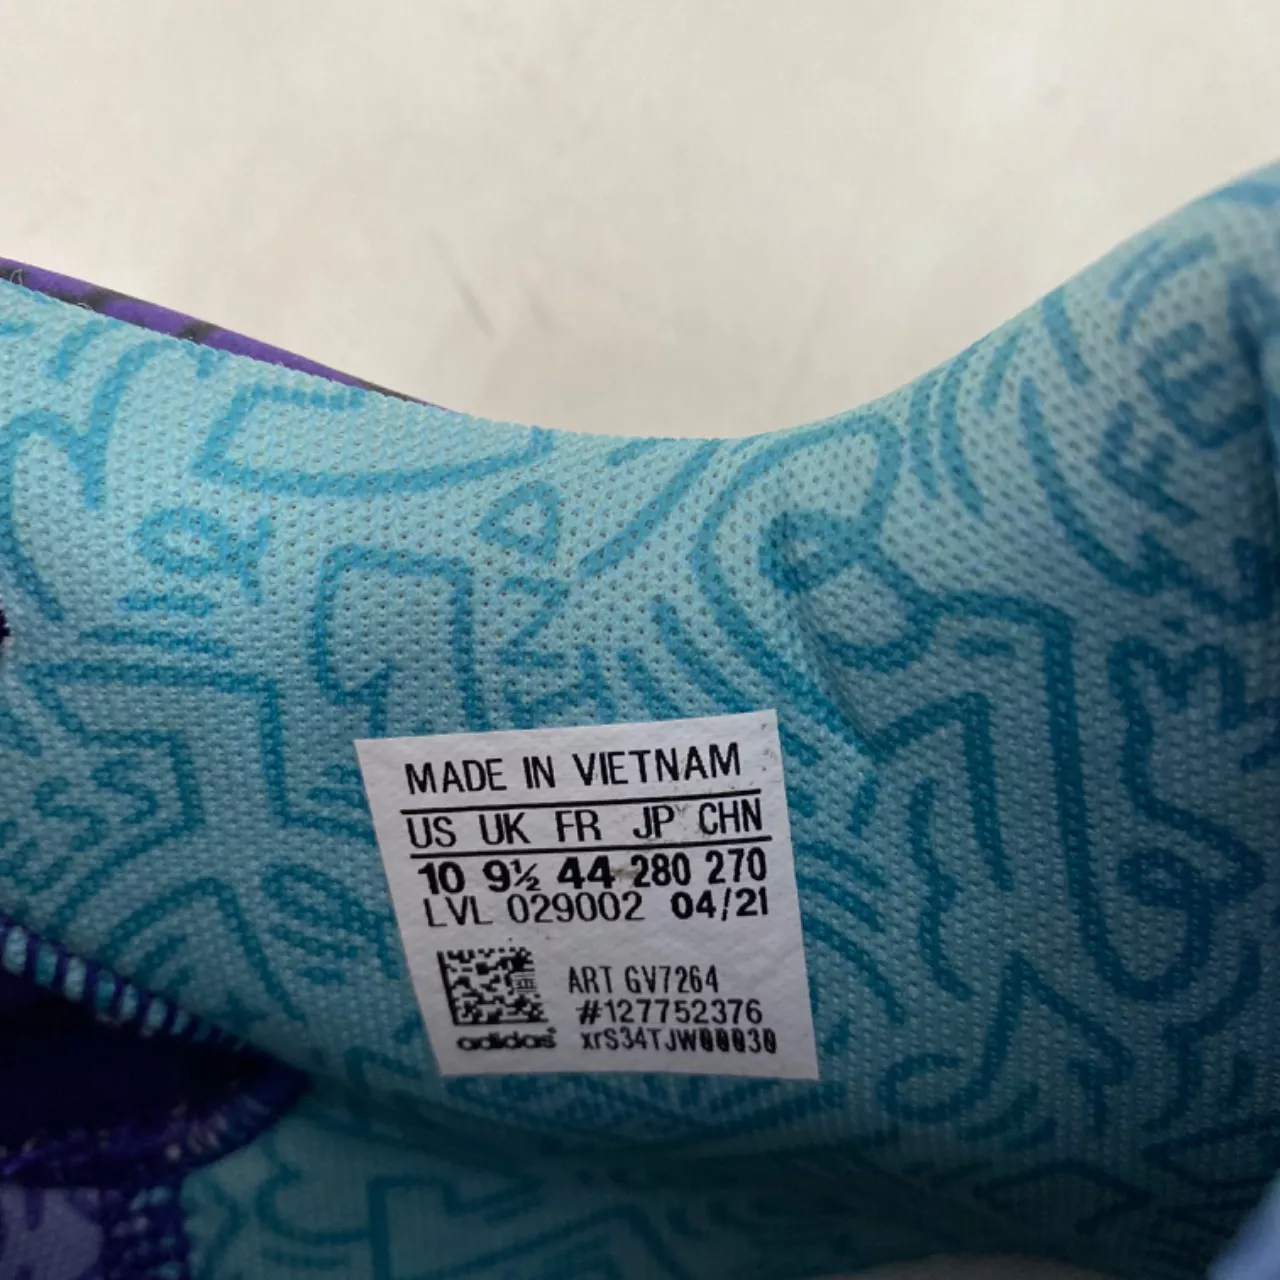 MADE IN VIETNAM
US UK FR JP CHN
10 9½ 44 280 270
LVL 029002 04/21
ART GV7264
#127752376
adidas xrS34TJW00030